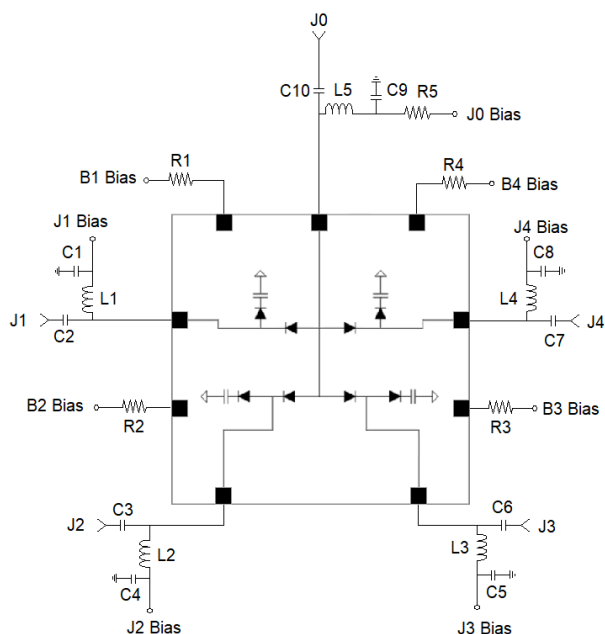 J0
C10
L5
C9
R5
J0 Bias
R1
B1 Bias
R4
B4 Bias
J1 Bias
J4 Bias
C1
C8
L1
L4
J1
C2
C7
J4
B2 Bias
R2
R3
B3 Bias
C3
C6
J2
J3
L2
L3
C4
C5
J2 Bias
J3 Bias